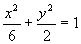 x²/6 + y²/2 = 1